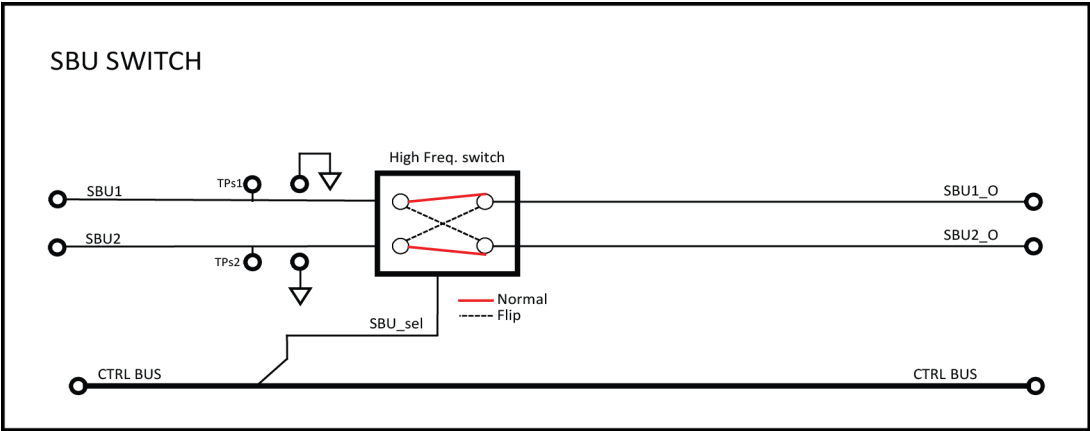 SBU SWITCH
High Freq. switch
TPs1
SBU1
SBU1_O
SBU2
SBU2_O
TPs2
Normal
Flip
SBU_sel
CTRL BUS
CTRL BUS